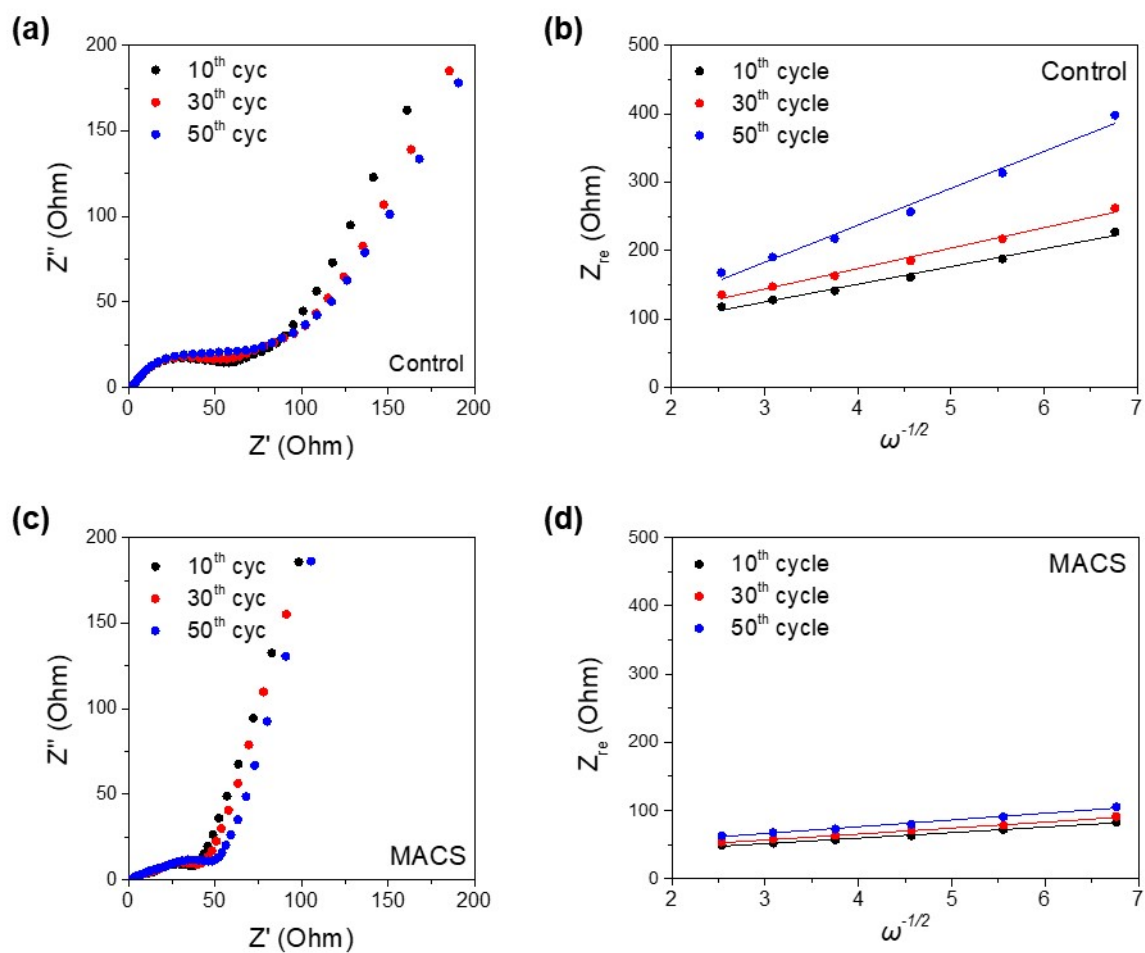 (a)
200
150
100
50
0
Z'' (Ohm)
10th cyc
30th cyc
50th cyc
Control
0 50 100 150 200
Z' (Ohm)
(b)
500
400
300
200
100
0
Zre (Ohm)
10th cycle
30th cycle
50th cycle
Control
2 3 4 5 6 7
ω-1/2
(c)
200
150
100
50
0
Z'' (Ohm)
10th cyc
30th cyc
50th cyc
MACS
0 50 100 150 200
Z' (Ohm)
(d)
500
400
300
200
100
0
Zre (Ohm)
10th cycle
30th cycle
50th cycle
MACS
2 3 4 5 6 7
ω-1/2